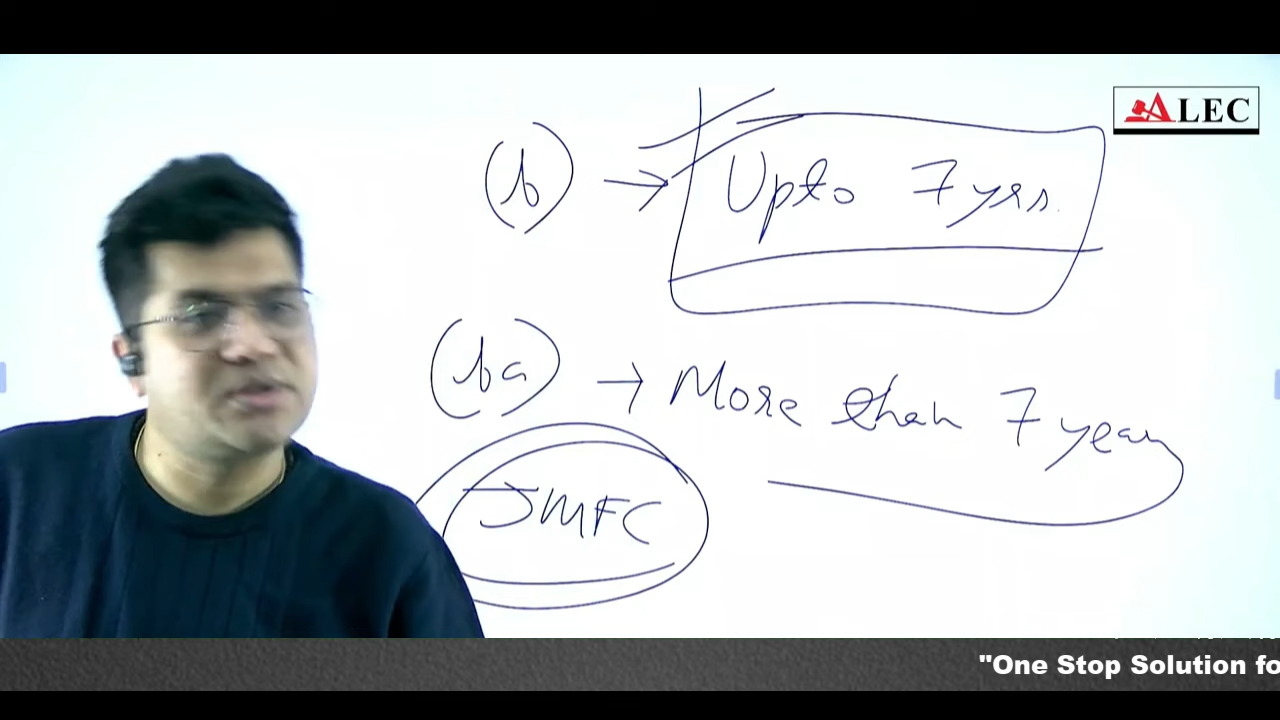 ALEC
(b) → Upto 7 yrs.
(ba) → More than 7 year
JMFC
"One Stop Solution fo